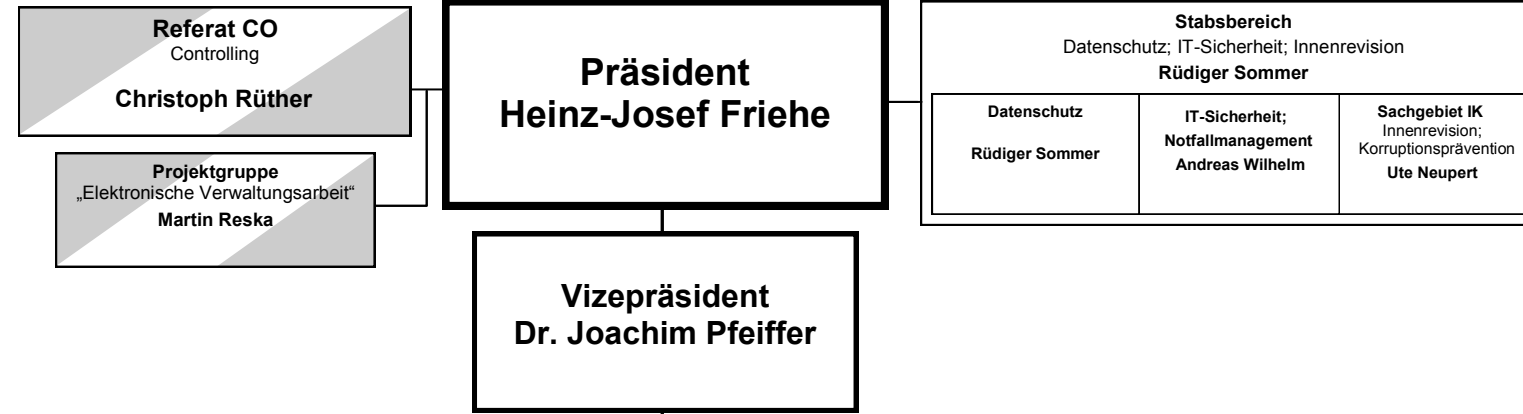 Referat CO
Controlling
Christoph Rüther
Projektgruppe
„Elektronische Verwaltungsarbeit“
Martin Reska
Präsident
Heinz-Josef Friehe
Vizepräsident
Dr. Joachim Pfeiffer
Stabsbereich
Datenschutz; IT-Sicherheit; Innenrevision
Rüdiger Sommer
Datenschutz
Rüdiger Sommer
IT-Sicherheit;
Notfallmanagement
Andreas Wilhelm
Sachgebiet IK
Innenrevision;
Korruptionsprävention
Ute Neupert